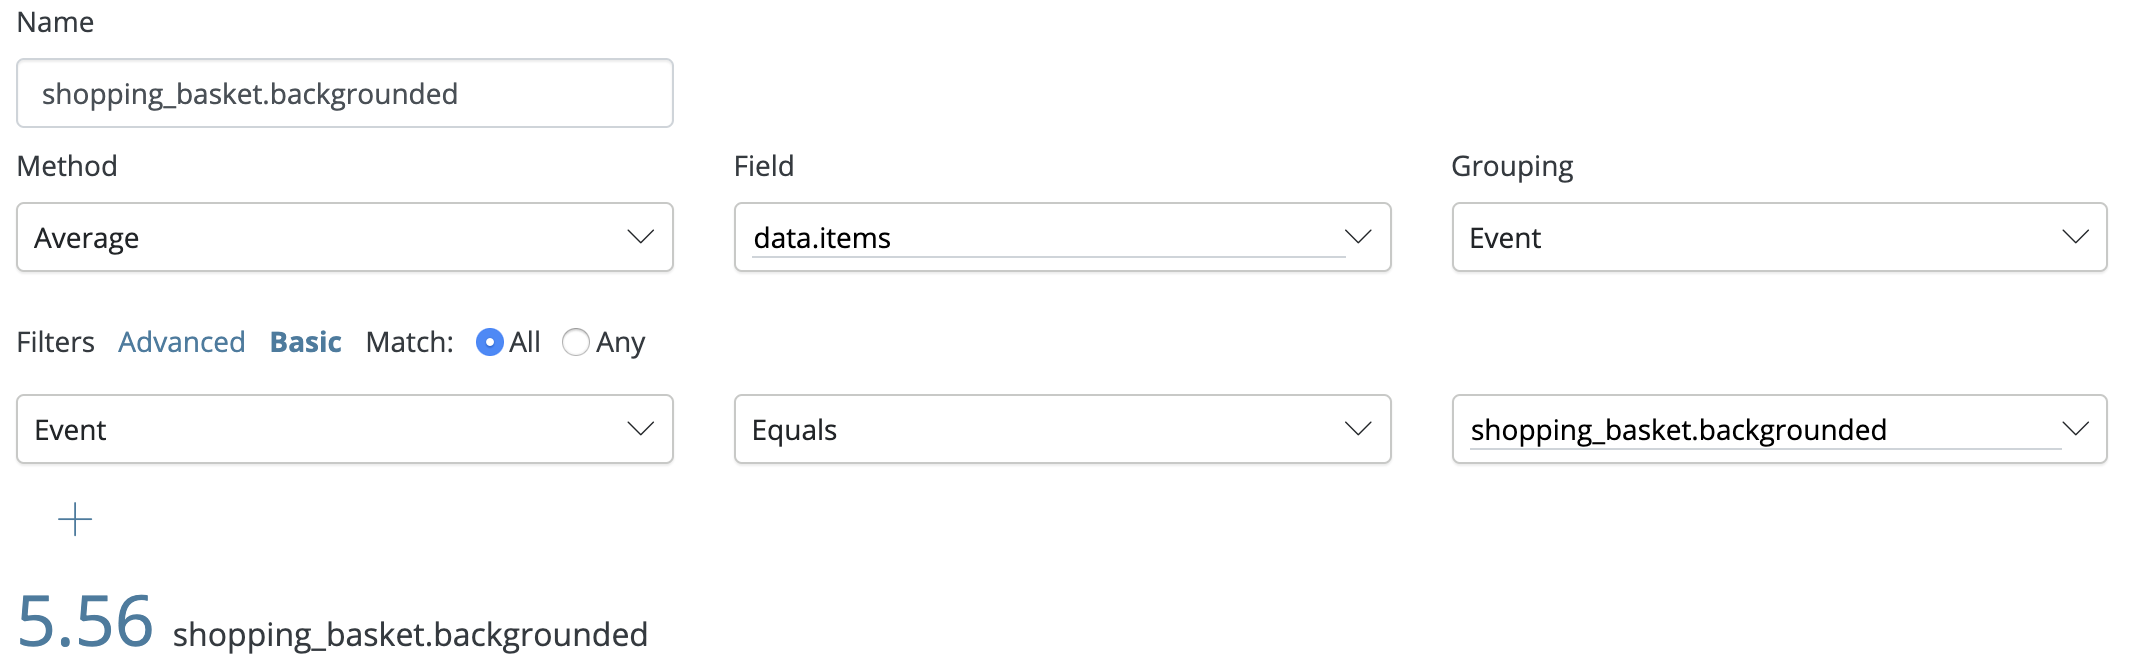 Name
shopping_basket.backgrounded
Method Field Grouping
Average data.items Event
Filters Advanced Basic Match: All Any
Event Equals shopping_basket.backgrounded
5.56 shopping_basket.backgrounded